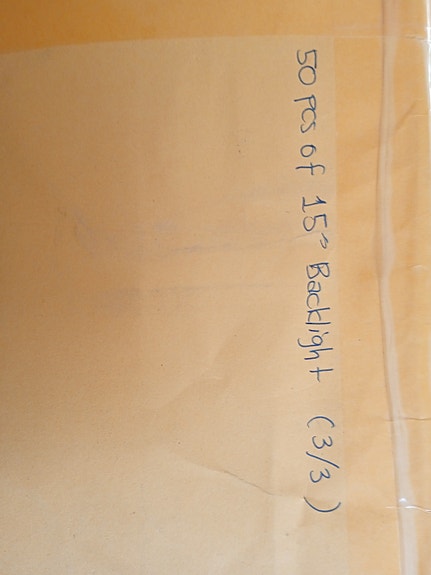 50 pcs of 15" Backlight (3/3)